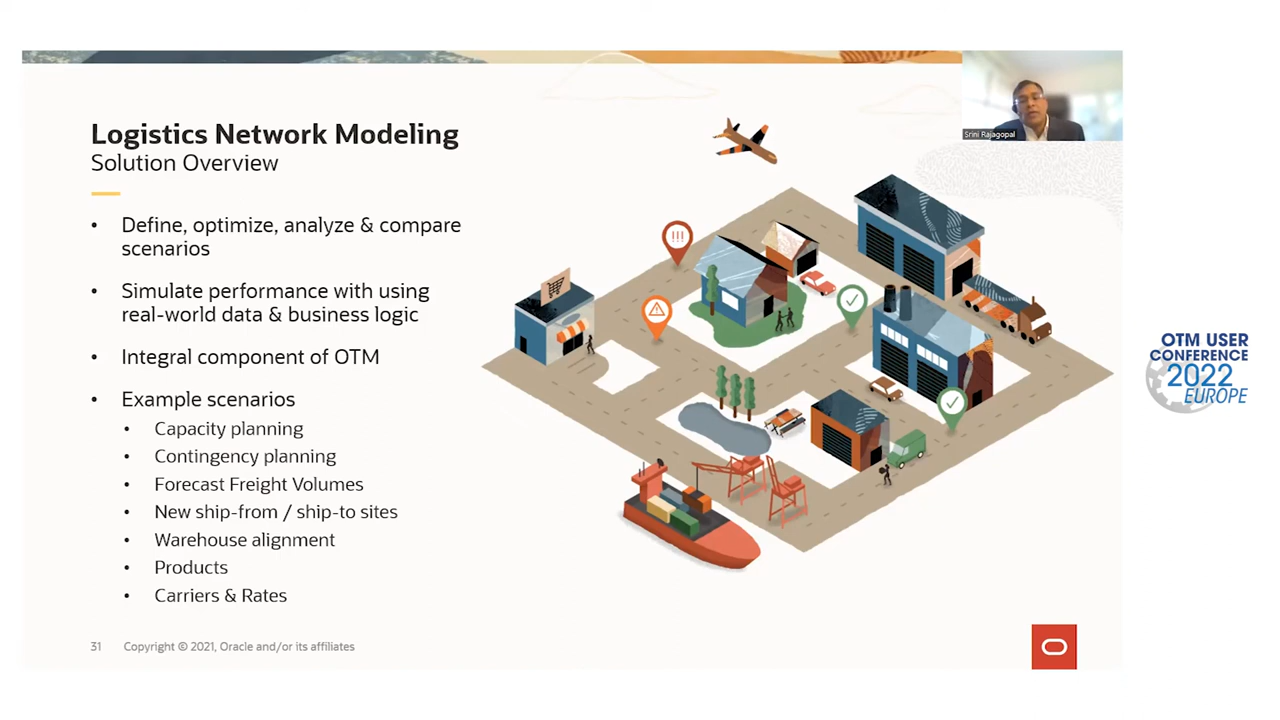 Logistics Network Modeling
Solution Overview
• Define, optimize, analyze & compare
scenarios
• Simulate performance with using
real-world data & business logic
• Integral component of OTM
• Example scenarios
• Capacity planning
• Contingency planning
• Forecast Freight Volumes
• New ship-from / ship-to sites
• Warehouse alignment
• Products
• Carriers & Rates
31 Copyright © 2021, Oracle and/or its affiliates
!!!
!
Srini Rajagopal
OTM USER
CONFERENCE
2022
EUROPE